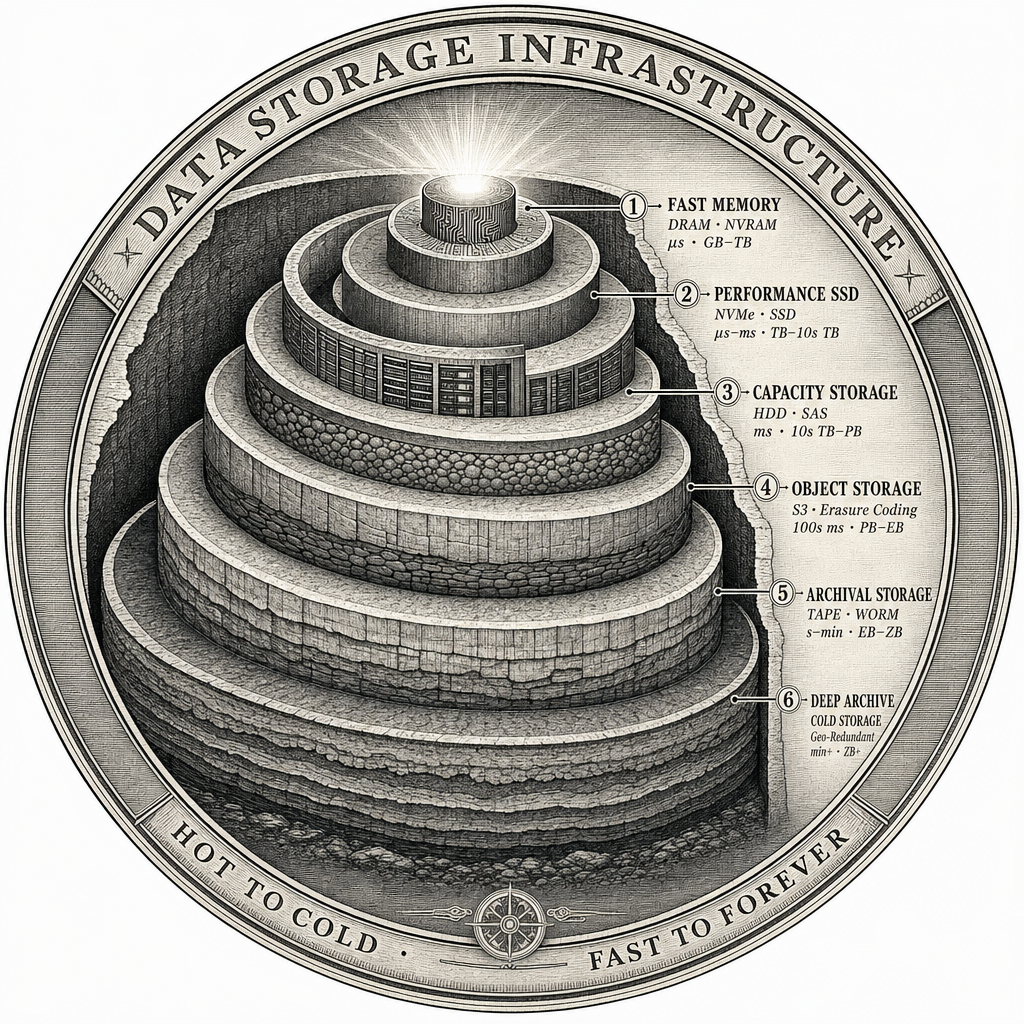 DATA STORAGE INFRASTRUCTURE
1 FAST MEMORY
DRAM · NVRAM
µs · GB–TB
2 PERFORMANCE SSD
NVMe · SSD
µs–ms · TB–10s TB
3 CAPACITY STORAGE
HDD · SAS
ms · 10s TB–PB
4 OBJECT STORAGE
S3 · Erasure Coding
100s ms · PB–EB
5 ARCHIVAL STORAGE
TAPE · WORM
s–min · EB–ZB
6 DEEP ARCHIVE
COLD STORAGE
Geo-Redundant
min+ · ZB+
HOT TO COLD · FAST TO FOREVER